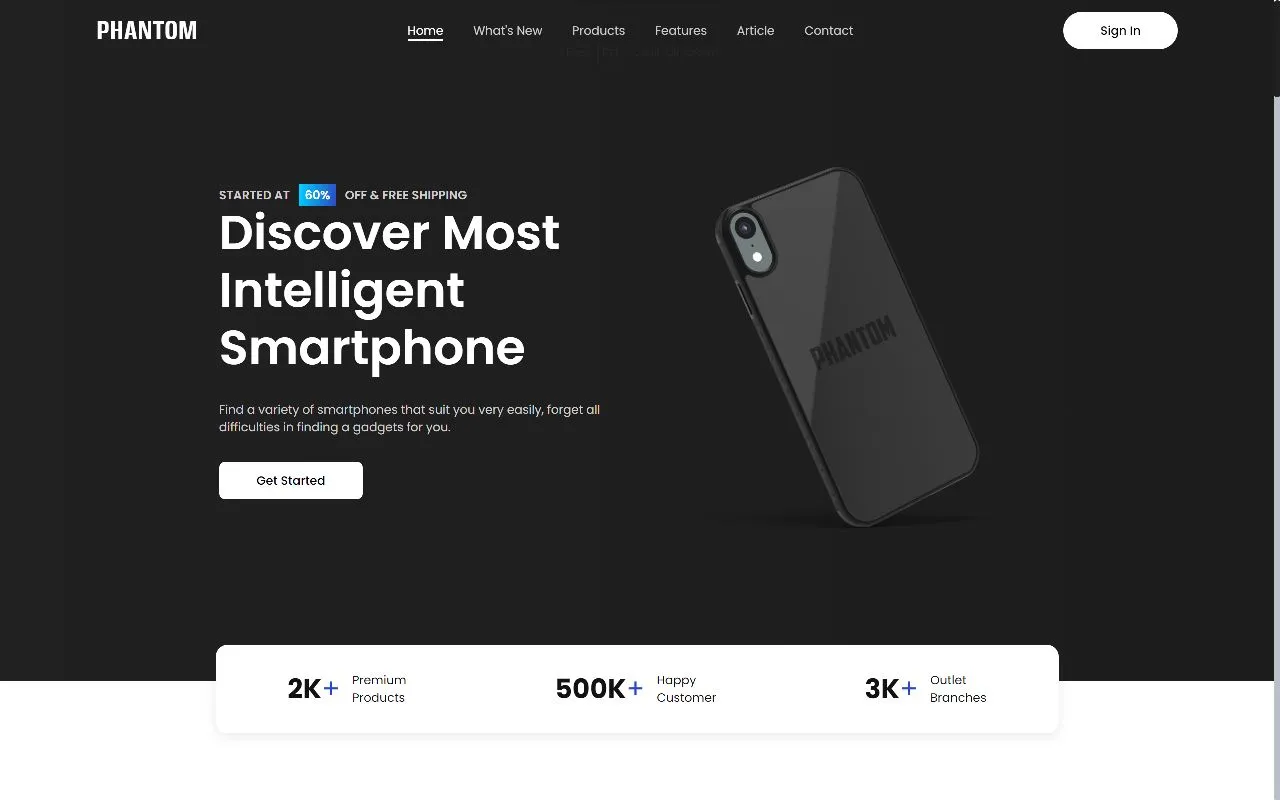 PHANTOM
Home What's New Products Features Article Contact
Sign In
STARTED AT 60% OFF & FREE SHIPPING
Discover Most
Intelligent
Smartphone
Find a variety of smartphones that suit you very easily, forget all
difficulties in finding a gadgets for you.
Get Started
PHANTOM
2K+ Premium
Products
500K+ Happy
Customer
3K+ Outlet
Branches